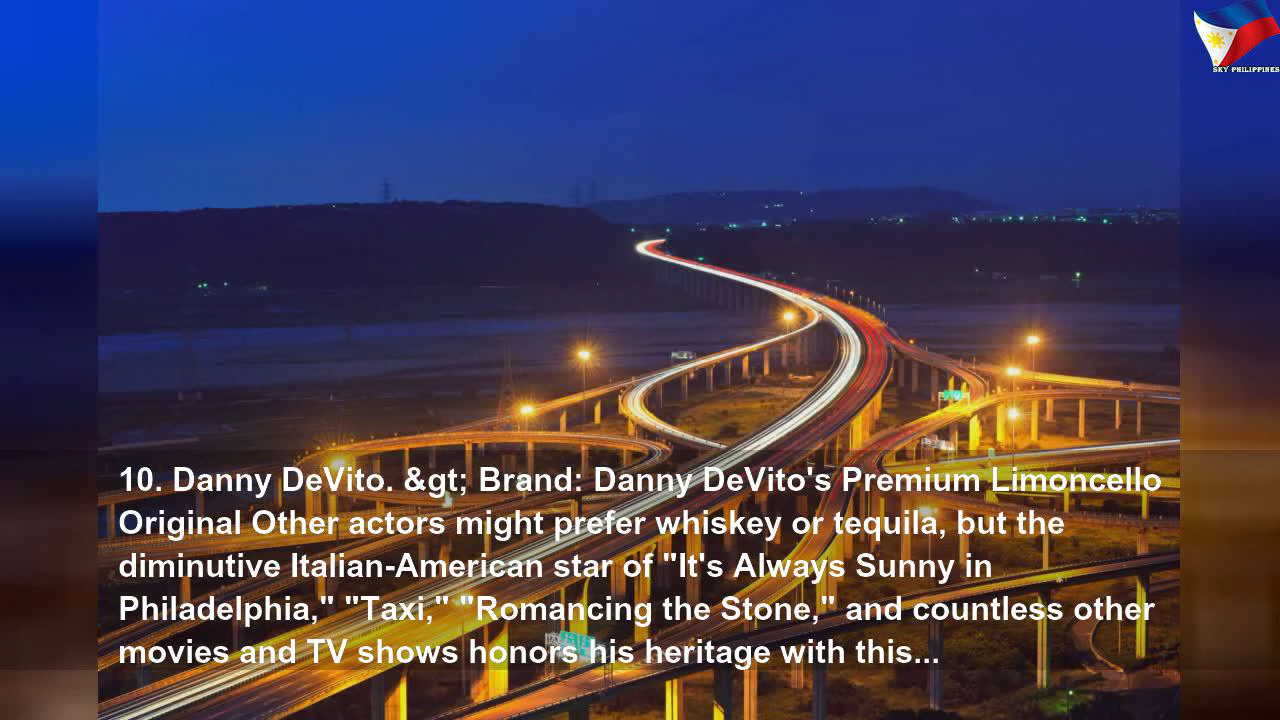 SKY PHILIPPINES
10. Danny DeVito. &gt; Brand: Danny DeVito's Premium Limoncello
Original Other actors might prefer whiskey or tequila, but the
diminutive Italian-American star of "It's Always Sunny in
Philadelphia," "Taxi," "Romancing the Stone," and countless other
movies and TV shows honors his heritage with this...